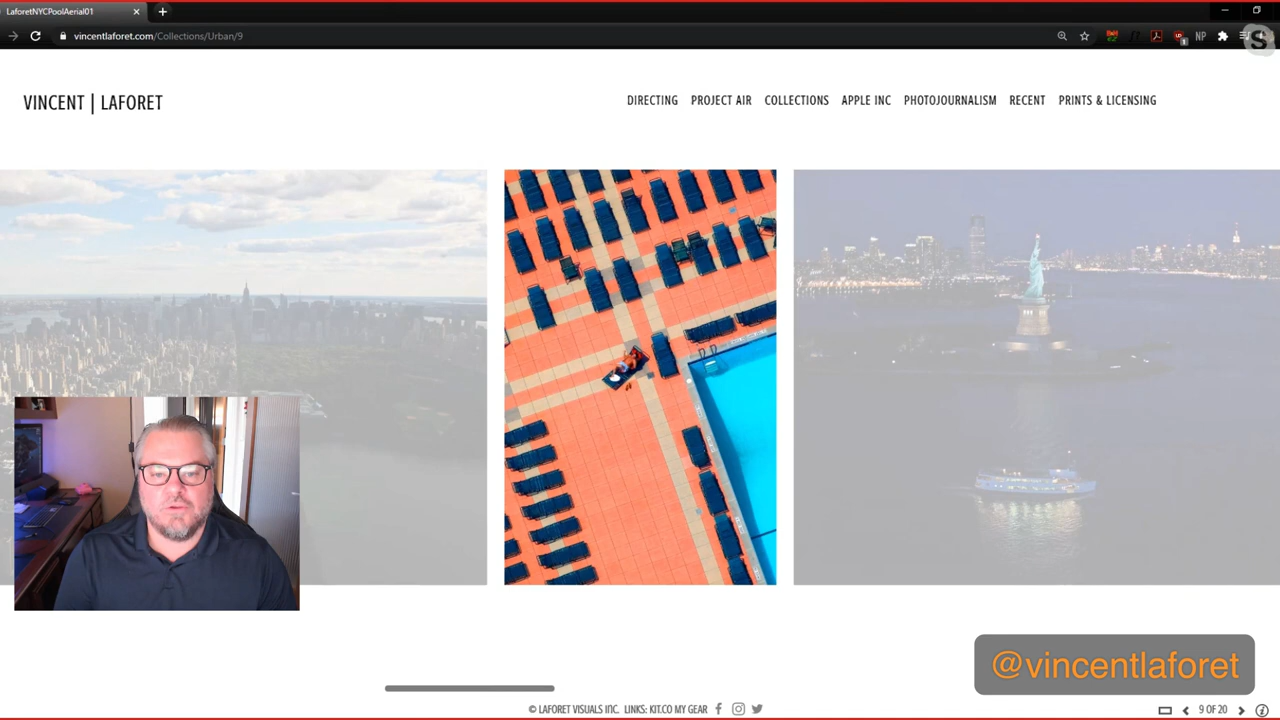 LaforetNYCPoolAerial01
vincentlaforet.com/Collections/Urban/9
NP
VINCENT | LAFORET
DIRECTING PROJECT AIR COLLECTIONS APPLE INC PHOTOJOURNALISM RECENT PRINTS & LICENSING
@vincentlaforet
© LAFORET VISUALS INC. LINKS: KIT.CO MY GEAR
9 OF 20